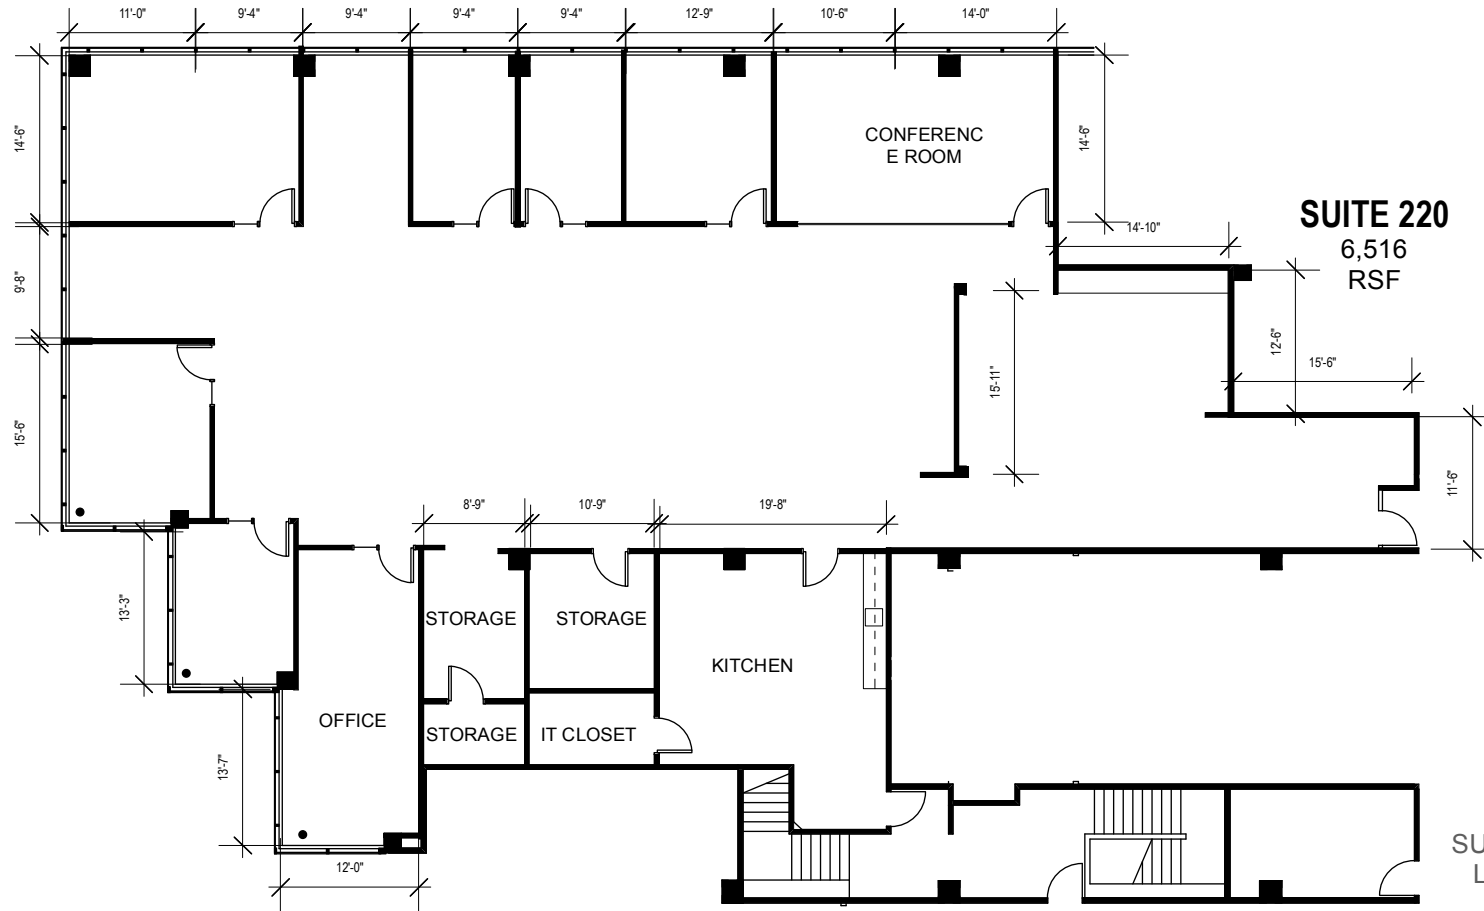 11'-0" 9'-4" 9'-4" 9'-4" 9'-4" 12'-9" 10'-6" 14'-0"
14'-6"
CONFERENC
E ROOM
14'-6"
SUITE 220
6,516
RSF
14'-10"
9'-8"
12'-6"
15'-6"
15'-11"
15'-6"
11'-6"
8'-9" 10'-9" 19'-8"
13'-3"
STORAGE STORAGE
KITCHEN
OFFICE
STORAGE IT CLOSET
13'-7"
12'-0"
SU
L